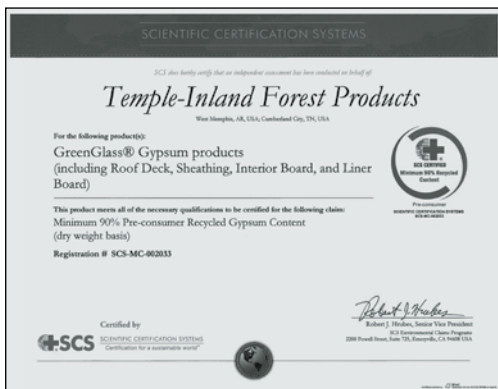 SCIENTIFIC CERTIFICATION SYSTEMS
SCS does hereby certify that an independent assessment has been conducted on behalf of:
Temple-Inland Forest Products
West Memphis, AR, USA; Cumberland City, TN, USA
For the following product(s):
GreenGlass® Gypsum products
(including Roof Deck, Sheathing, Interior Board, and Liner
Board)
SCS CERTIFIED
Minimum 90% Recycled
Content
Pre-consumer
SCIENTIFIC CERTIFICATION SYSTEMS
This product meets all of the necessary qualifications to be certified for the following claim:
Minimum 90% Pre-consumer Recycled Gypsum Content
(dry weight basis)
Registration # SCS-MC-002033
Robert J. Hrubes, Senior Vice President
SCS Environmental Claims Programs
2200 Powell Street, Suite 725, Emeryville, CA 94608 USA
Certified by
SCS SCIENTIFIC CERTIFICATION SYSTEMS
Certification for a sustainable world